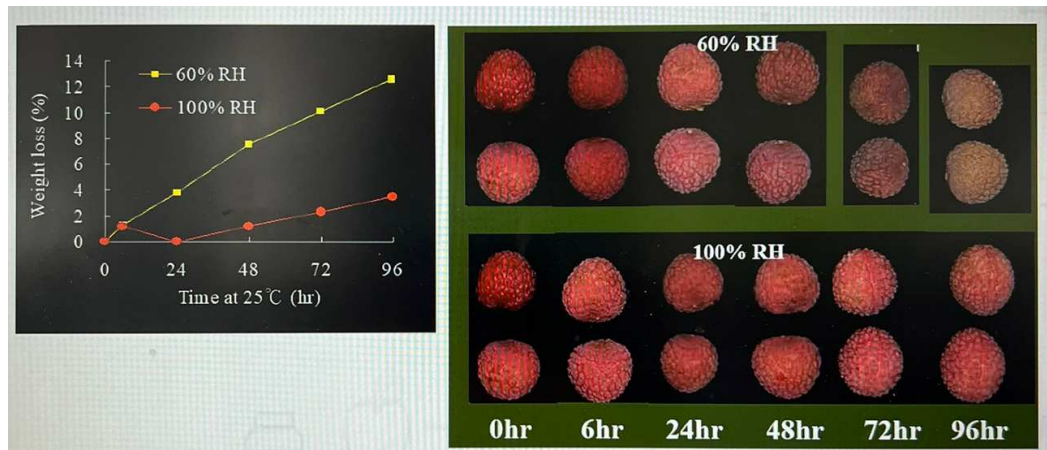 14
12
10
8
6
4
2
0
Weight loss (%)
60% RH
100% RH
0 24 48 72 96
Time at 25℃ (hr)
60% RH
100% RH
0hr 6hr 24hr 48hr 72hr 96hr